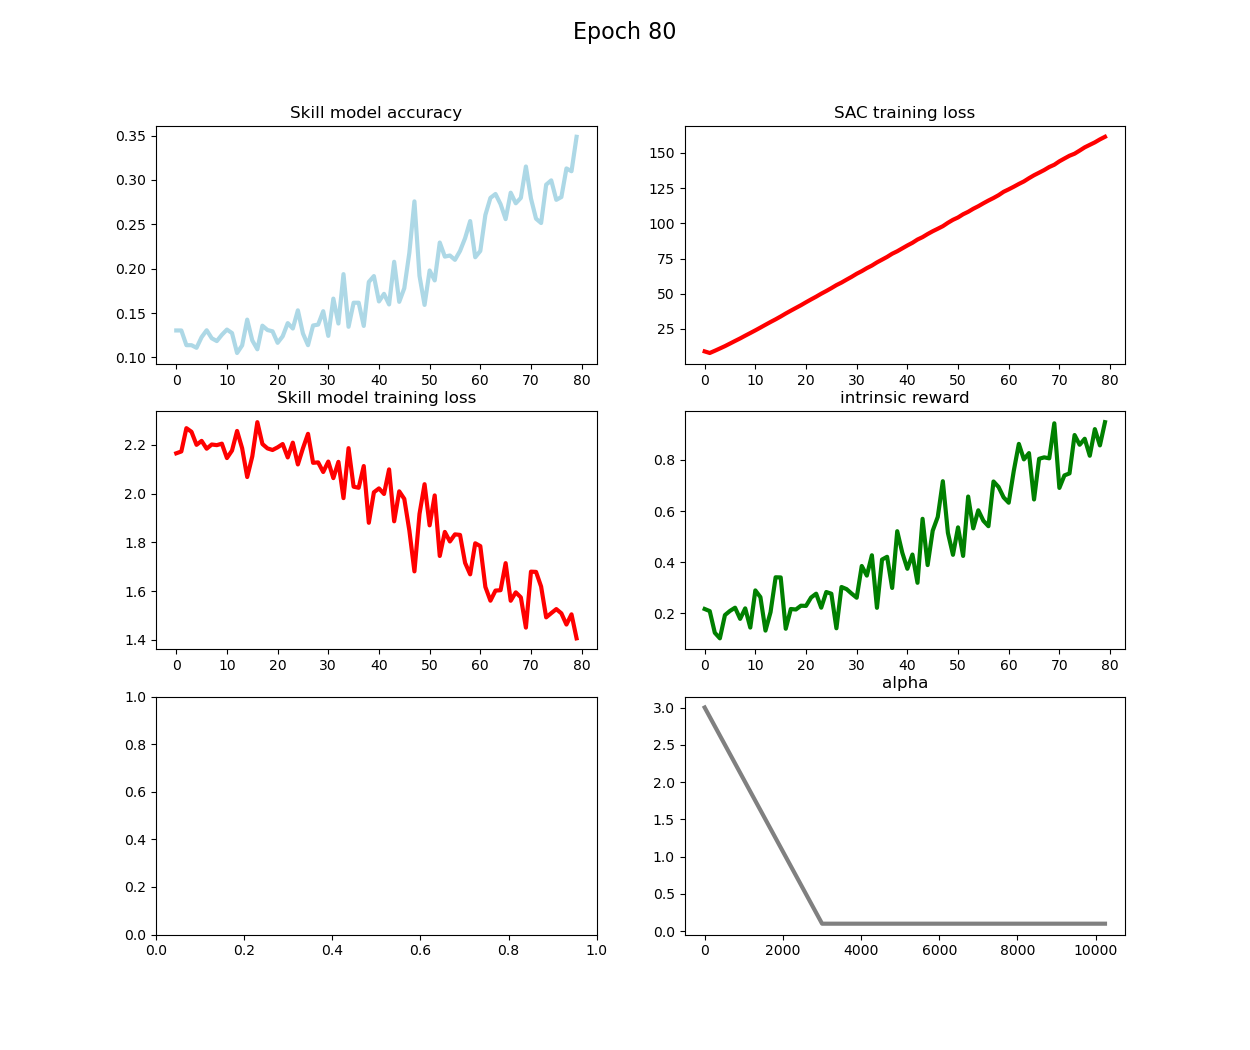 Epoch 80
Skill model accuracy
0.35
0.30
0.25
0.20
0.15
0.10
0 10 20 30 40 50 60 70 80
SAC training loss
150
125
100
75
50
25
0 10 20 30 40 50 60 70 80
Skill model training loss
2.2
2.0
1.8
1.6
1.4
0 10 20 30 40 50 60 70 80
intrinsic reward
0.8
0.6
0.4
0.2
0 10 20 30 40 50 60 70 80
1.0
0.8
0.6
0.4
0.2
0.0
0.0 0.2 0.4 0.6 0.8 1.0
alpha
3.0
2.5
2.0
1.5
1.0
0.5
0.0
0 2000 4000 6000 8000 10000